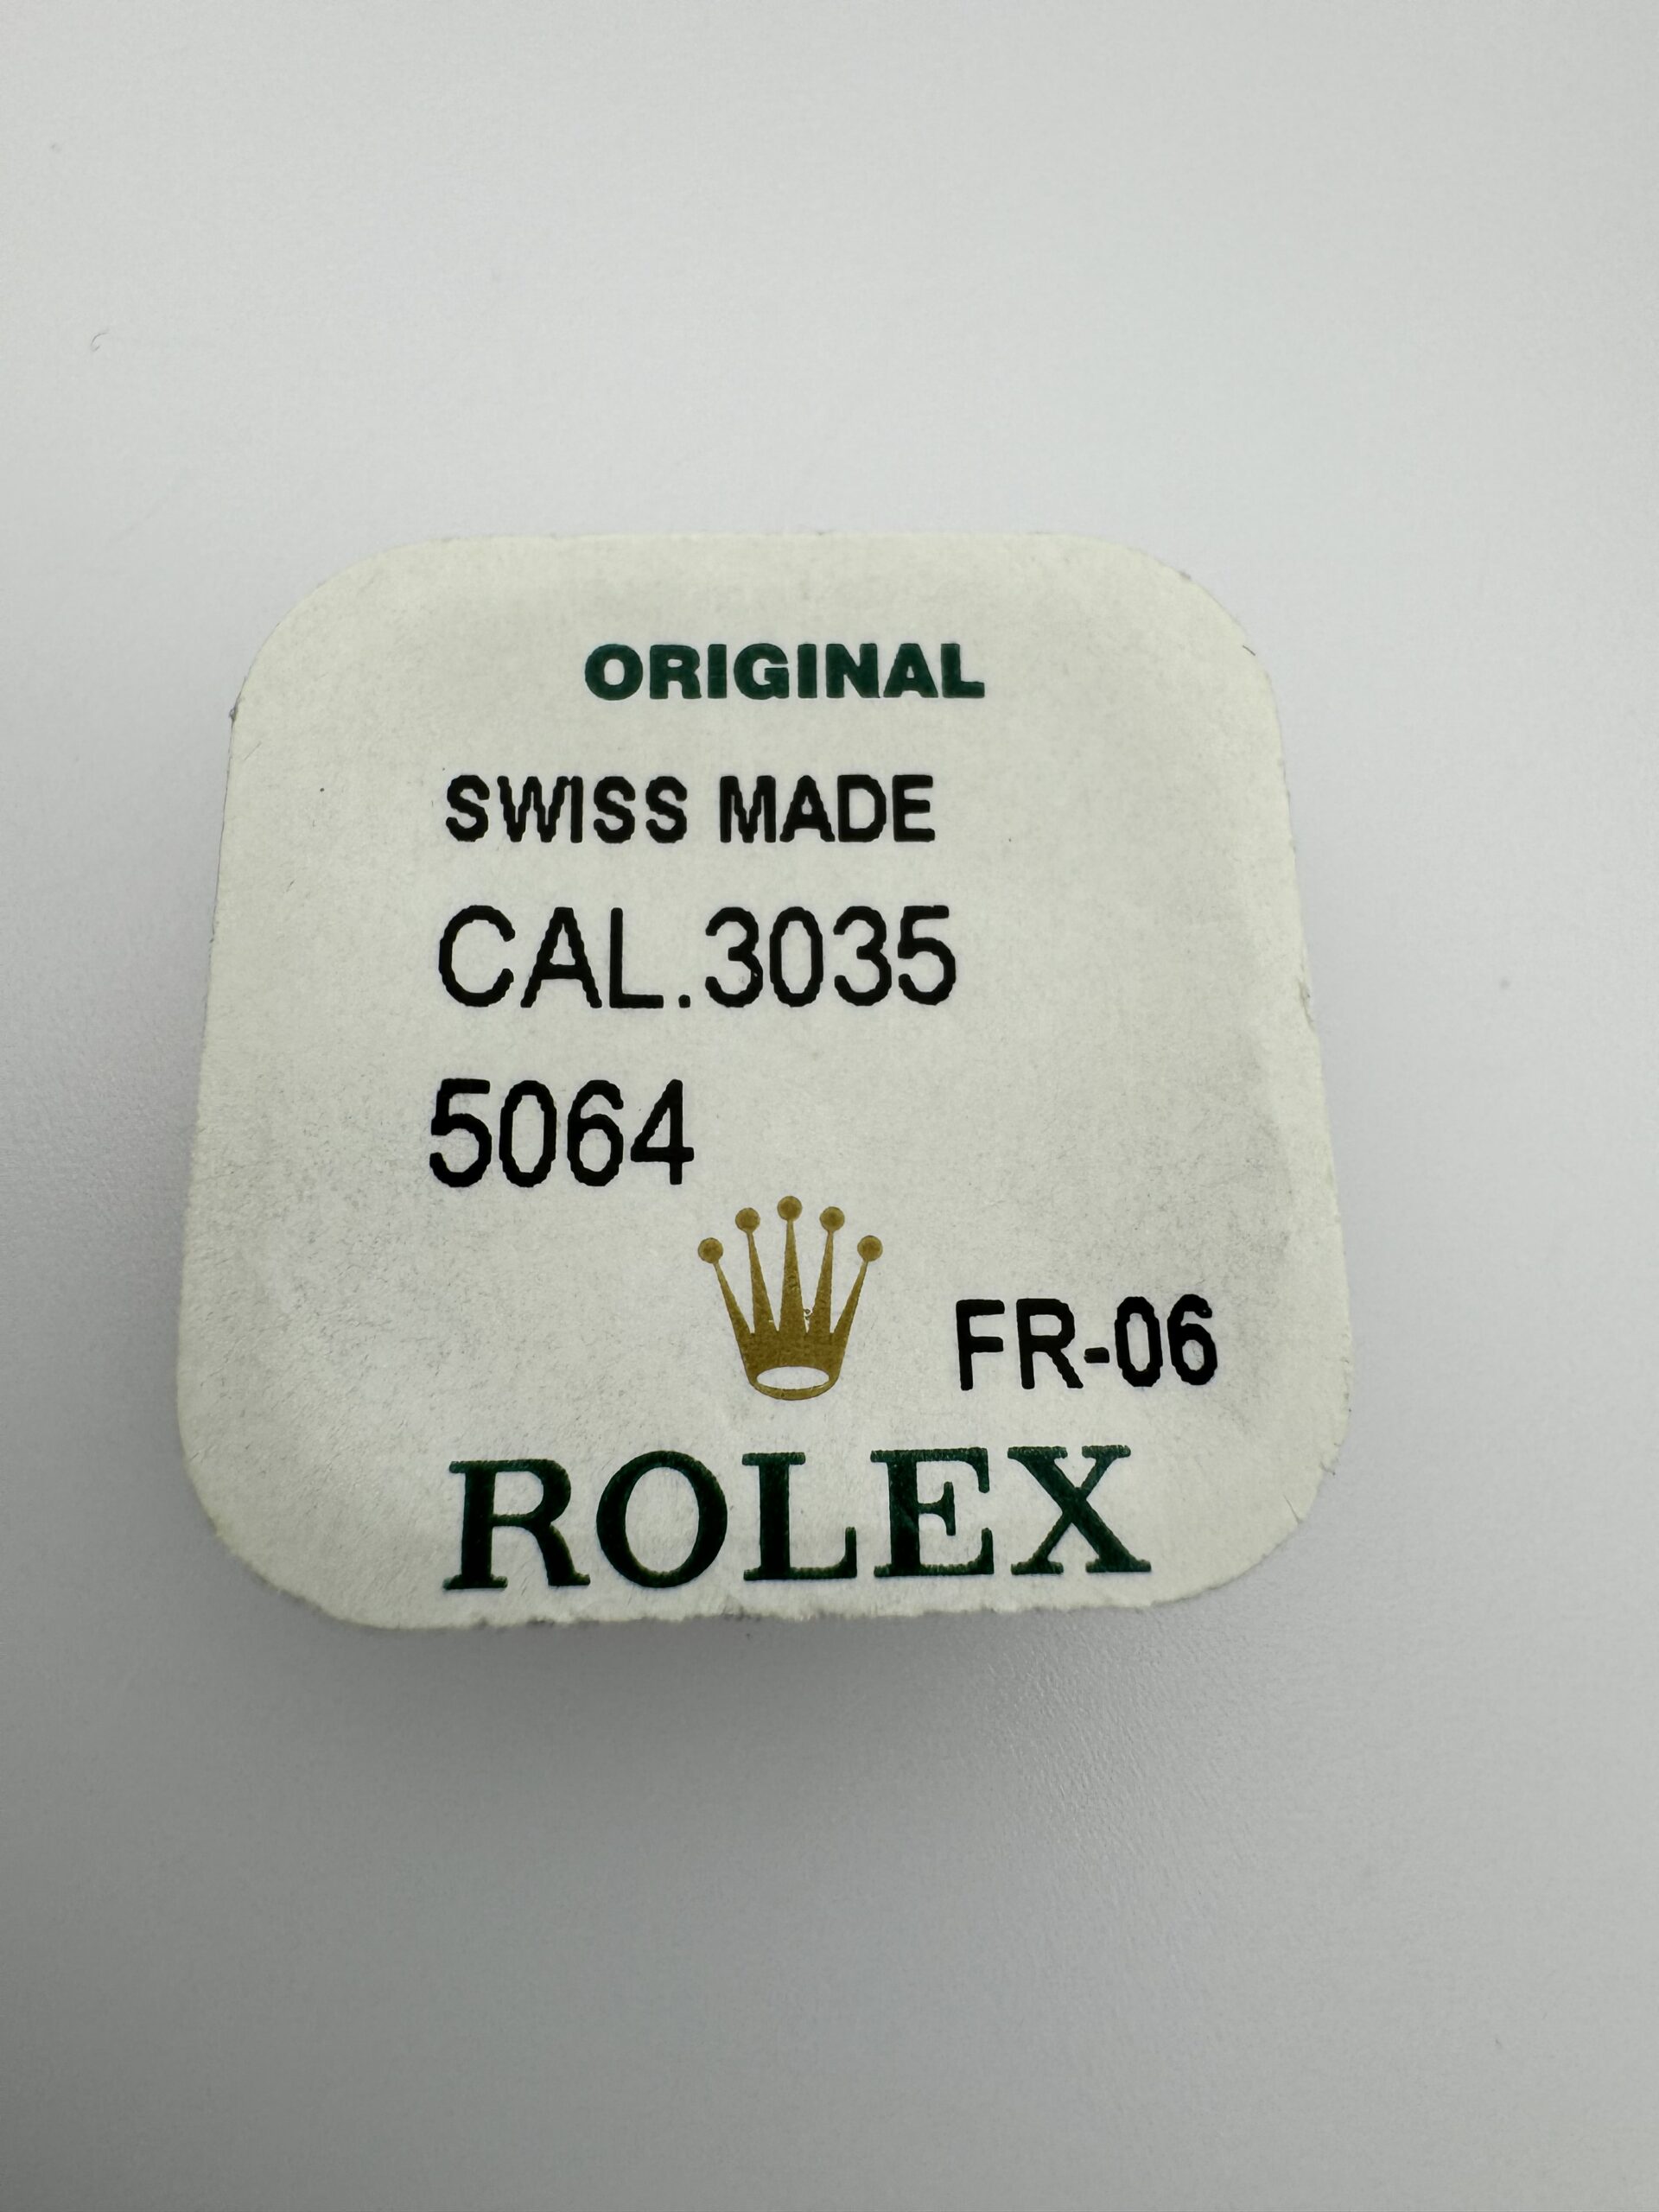 ORIGINAL
SWISS MADE
CAL.3035
5064
FR-06
ROLEX